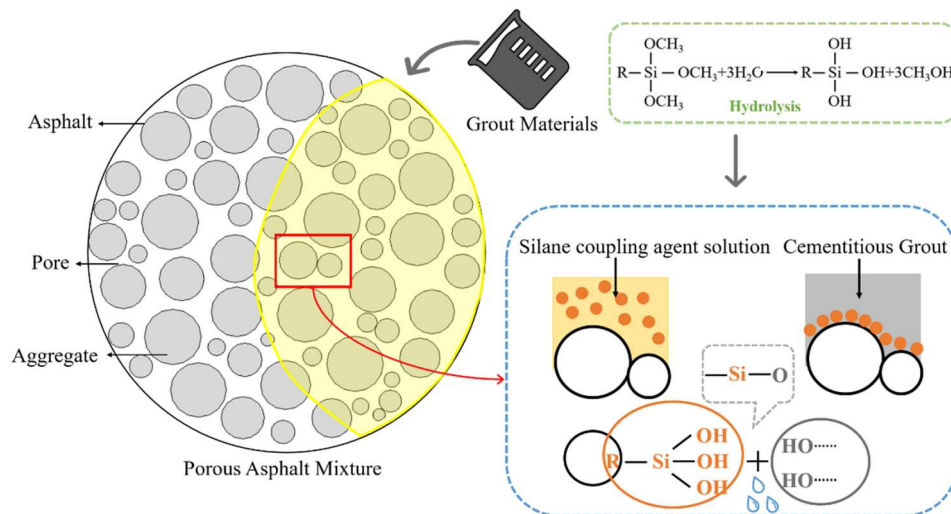 Asphalt
Pore
Aggregate
Porous Asphalt Mixture
Grout Materials
OCH3
R—Si—OCH3+3H2O→
OCH3
OH
R—Si—OH+3CH3OH
OH
Hydrolysis
Silane coupling agent solution
Cementitious Grout
—Si—O
OH
R—Si—OH
OH
+
HO······
HO······